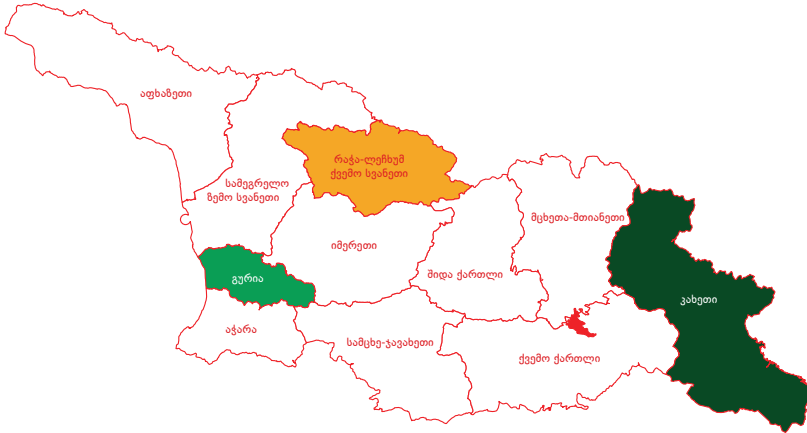 აფხაზეთი
რაჭა-ლეჩხუმ
ქვემო სვანეთი
სამეგრელო
ზემო სვანეთი
მცხეთა-მთიანეთი
იმერეთი
შიდა ქართლი
გურია
კახეთი
აჭარა
სამცხე-ჯავახეთი
ქვემო ქართლი